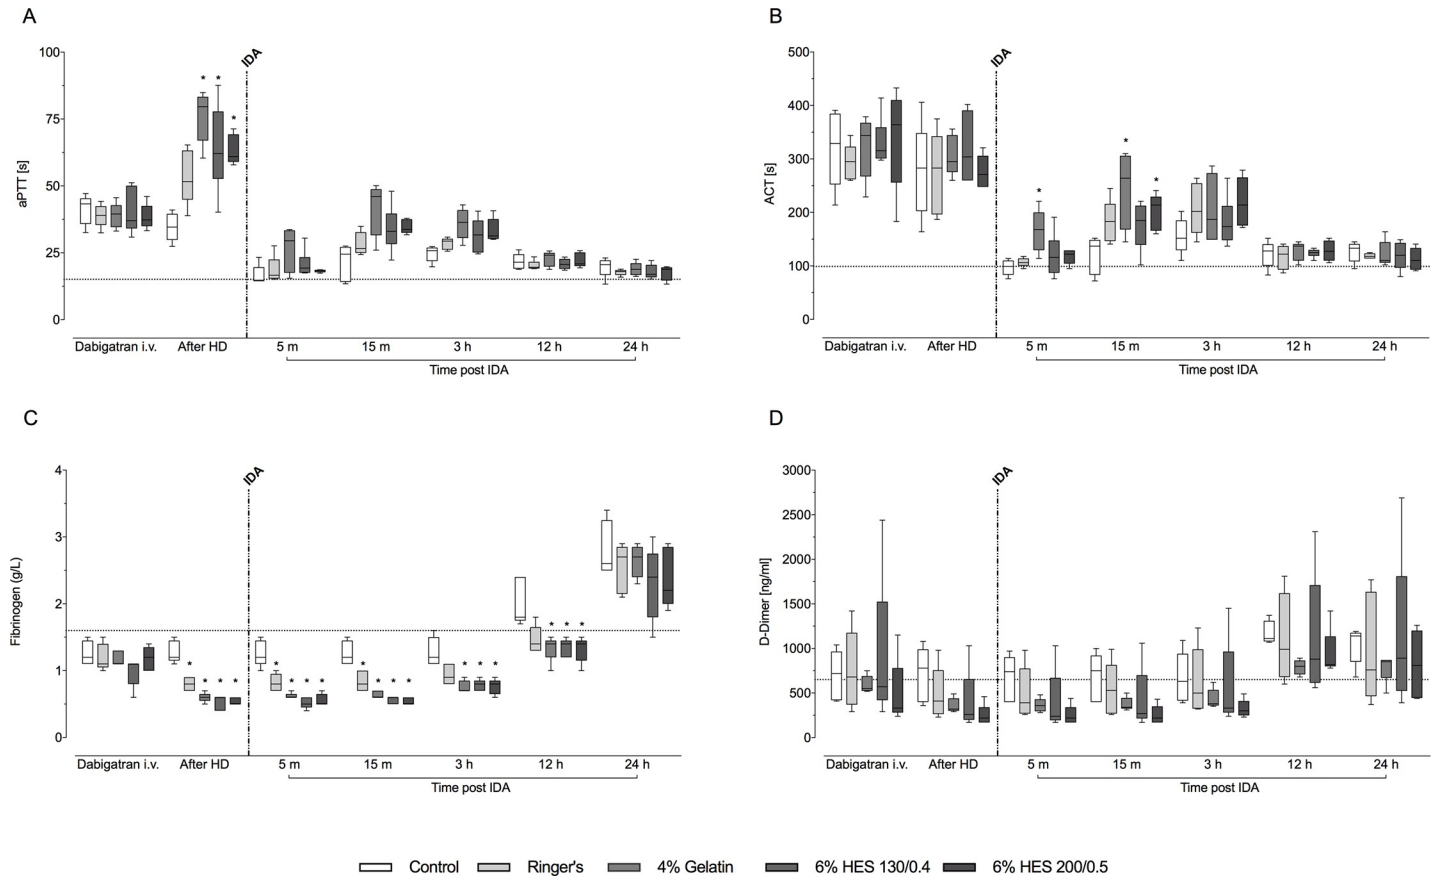 A
IDA
100
75
50
25
0
aPTT [s]
* * *
Dabigatran i.v. After HD 5 m 15 m 3 h 12 h 24 h
Time post IDA
B
IDA
500
400
300
200
100
0
ACT [s]
* * *
Dabigatran i.v. After HD 5 m 15 m 3 h 12 h 24 h
Time post IDA
C
IDA
4
3
2
1
0
Fibrinogen (g/L)
* * * * * * * * * * * * * * * * * *
Dabigatran i.v. After HD 5 m 15 m 3 h 12 h 24 h
Time post IDA
D
IDA
3000
2500
2000
1500
1000
500
0
D-Dimer [ng/ml]
Dabigatran i.v. After HD 5 m 15 m 3 h 12 h 24 h
Time post IDA
Control Ringer's 4% Gelatin 6% HES 130/0.4 6% HES 200/0.5